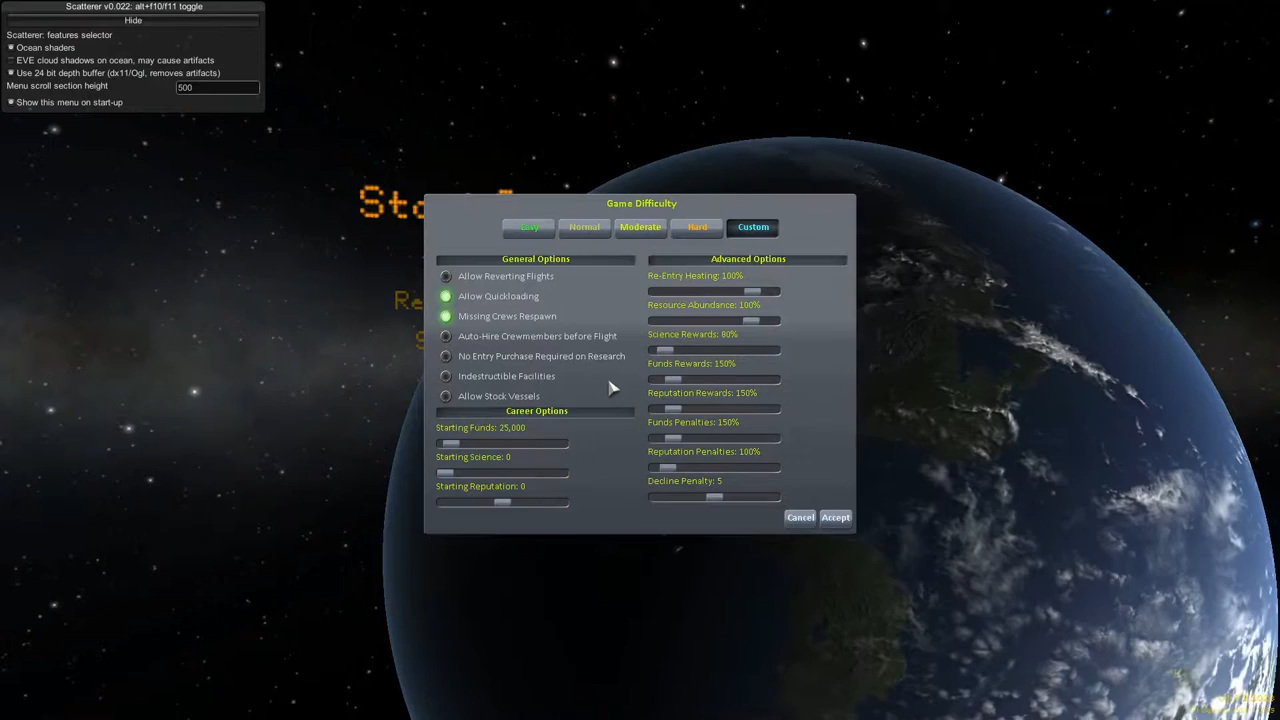 Scatterer v0.022: alt+f10/f11 toggle
Hide
Scatterer: features selector
Ocean shaders
EVE cloud shadows on ocean, may cause artifacts
Use 24 bit depth buffer (dx11/Ogl, removes artifacts)
Menu scroll section height 500
Show this menu on start-up
Game Difficulty
Easy Normal Moderate Hard Custom
General Options
Allow Reverting Flights
Allow Quickloading
Missing Crews Respawn
Auto-Hire Crewmembers before Flight
No Entry Purchase Required on Research
Indestructible Facilities
Allow Stock Vessels
Career Options
Starting Funds: 25,000
Starting Science: 0
Starting Reputation: 0
Advanced Options
Re-Entry Heating: 100%
Resource Abundance: 100%
Science Rewards: 80%
Funds Rewards: 150%
Reputation Rewards: 150%
Funds Penalties: 150%
Reputation Penalties: 100%
Decline Penalty: 5
Cancel Accept